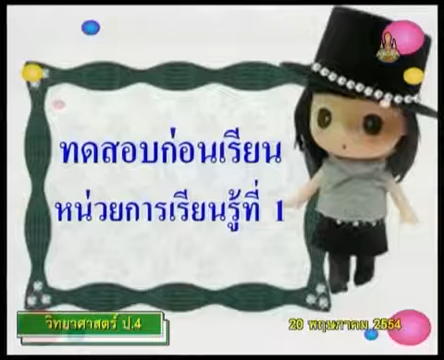 ทดสอบก่อนเรียน
หน่วยการเรียนรู้ที่ 1
วิทยาศาสตร์ ป.4
20 พฤษภาคม 2554